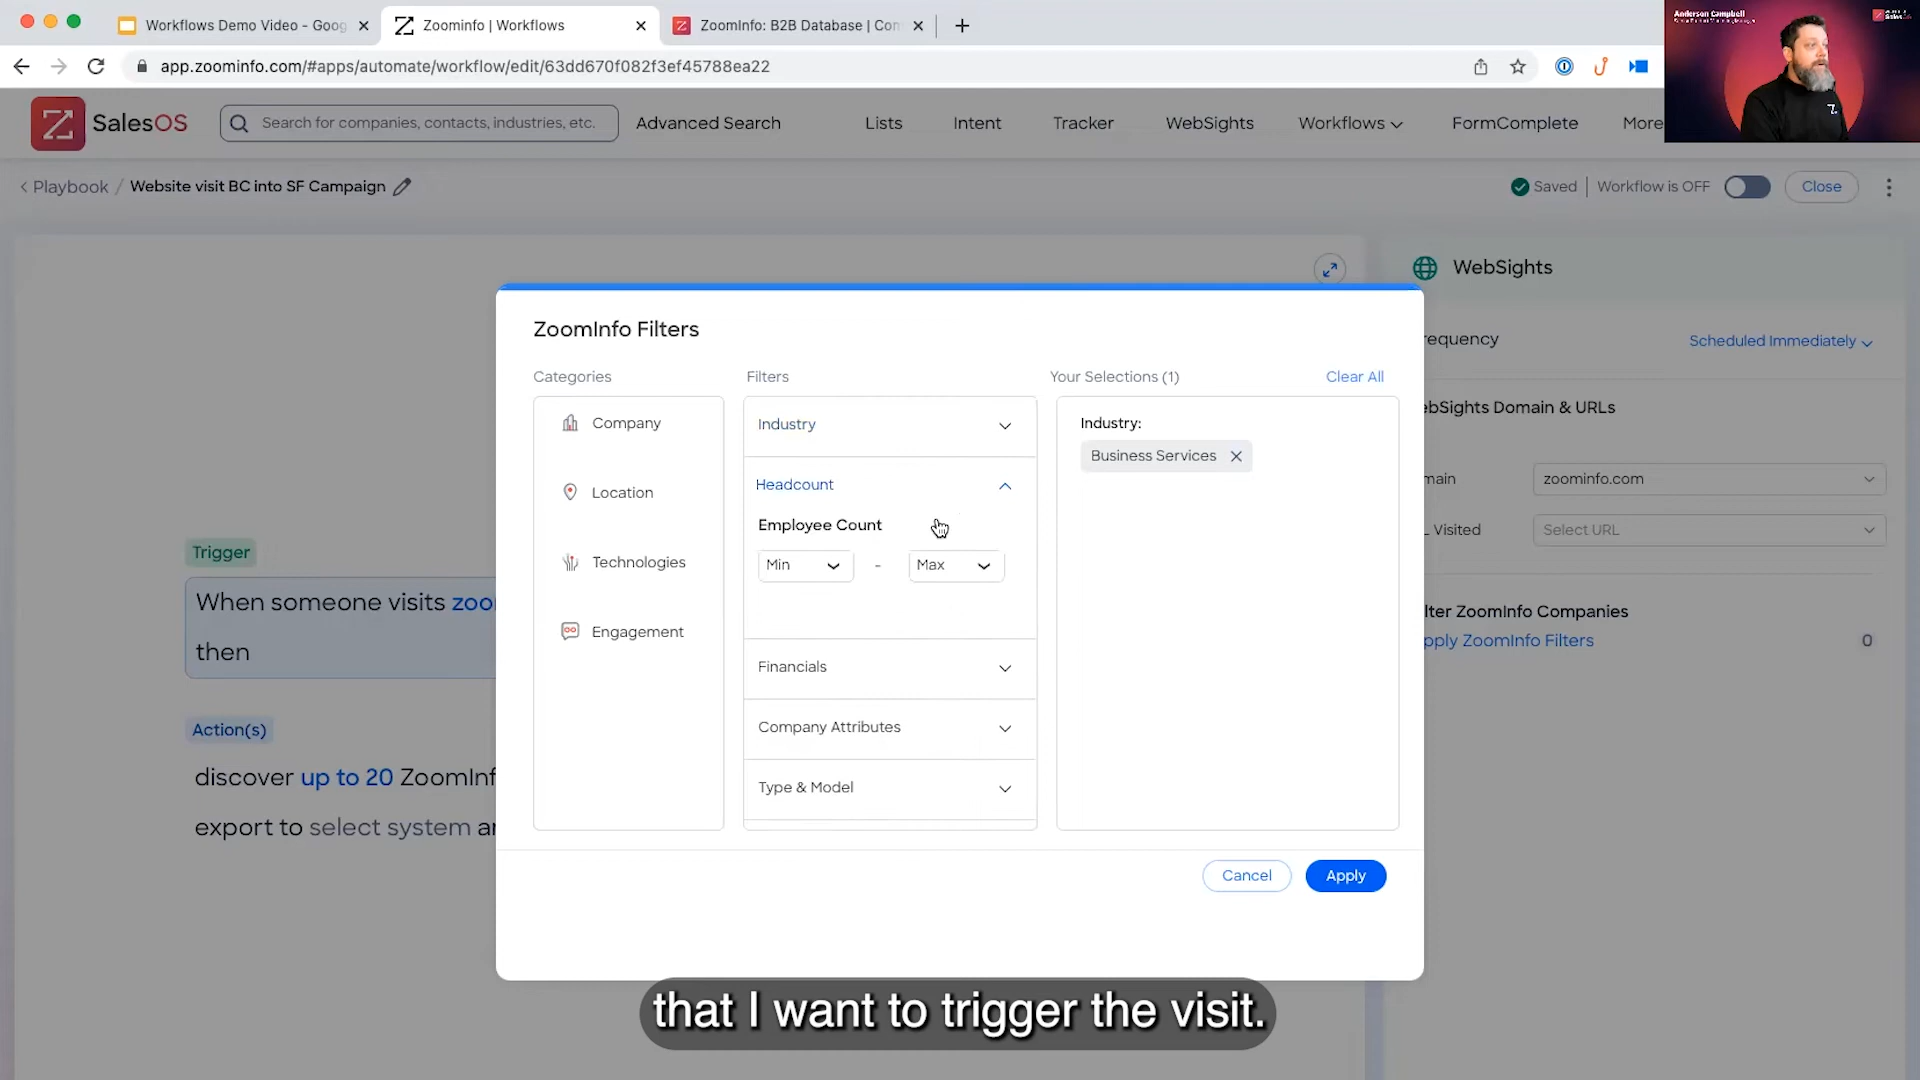 Workflows Demo Video - Goog
Zoominfo | Workflows
ZoomInfo: B2B Database | Con
app.zoominfo.com/#apps/automate/workflow/edit/63dd670f082f3ef45788ea22
Anderson Campbell
SalesOS
Search for companies, contacts, industries, etc.
Advanced Search
Lists
Intent
Tracker
WebSights
Workflows
FormComplete
More
< Playbook / Website visit BC into SF Campaign
Saved | Workflow is OFF
Close
WebSights
ZoomInfo Filters
equency
Scheduled Immediately
Categories
Filters
Your Selections (1)
Clear All
Company
Location
Technologies
Engagement
Industry
Headcount
Employee Count
Min - Max
Financials
Company Attributes
Type & Model
Industry:
Business Services
bSights Domain & URLs
main
zoominfo.com
Visited
Select URL
lter ZoomInfo Companies
pply ZoomInfo Filters
0
Trigger
When someone visits zoo
then
Action(s)
discover up to 20 ZoomInf
export to select system a
Cancel
Apply
that I want to trigger the visit.